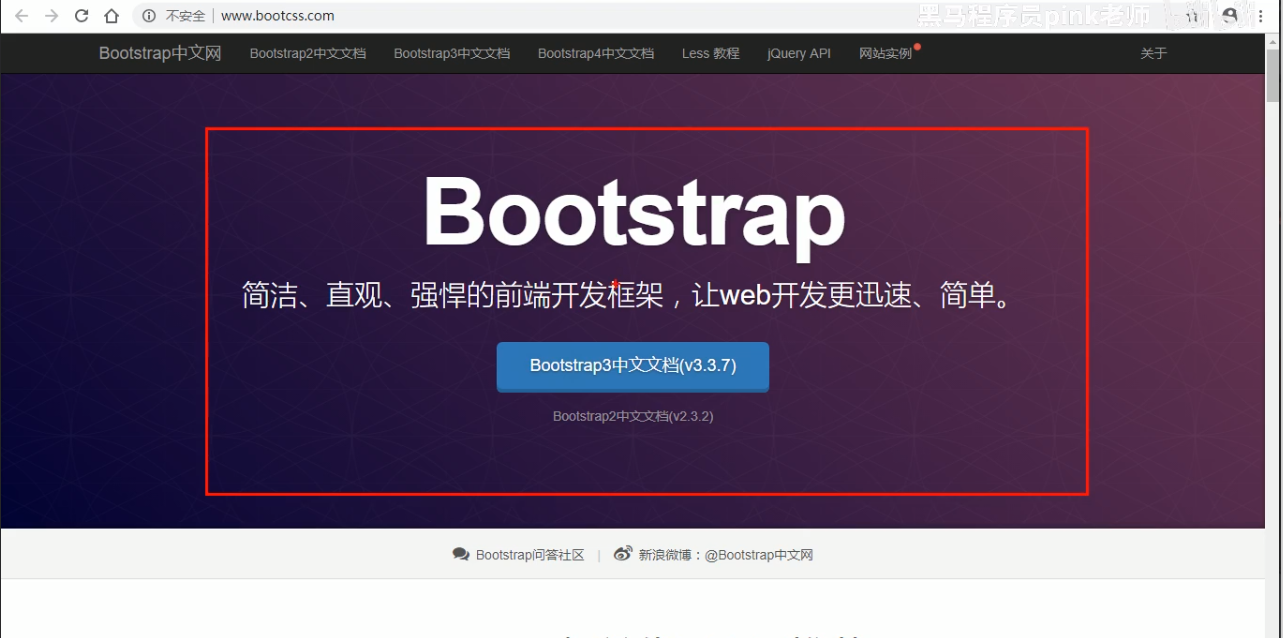 不安全 | www.bootcss.com
黑马程序员pink老师
Bootstrap中文网 Bootstrap2中文文档 Bootstrap3中文文档 Bootstrap4中文文档 Less 教程 jQuery API 网站实例 关于
Bootstrap
简洁、直观、强悍的前端开发框架，让web开发更迅速、简单。
Bootstrap3中文文档(v3.3.7)
Bootstrap2中文文档(v2.3.2)
Bootstrap问答社区 | 新浪微博：@Bootstrap中文网